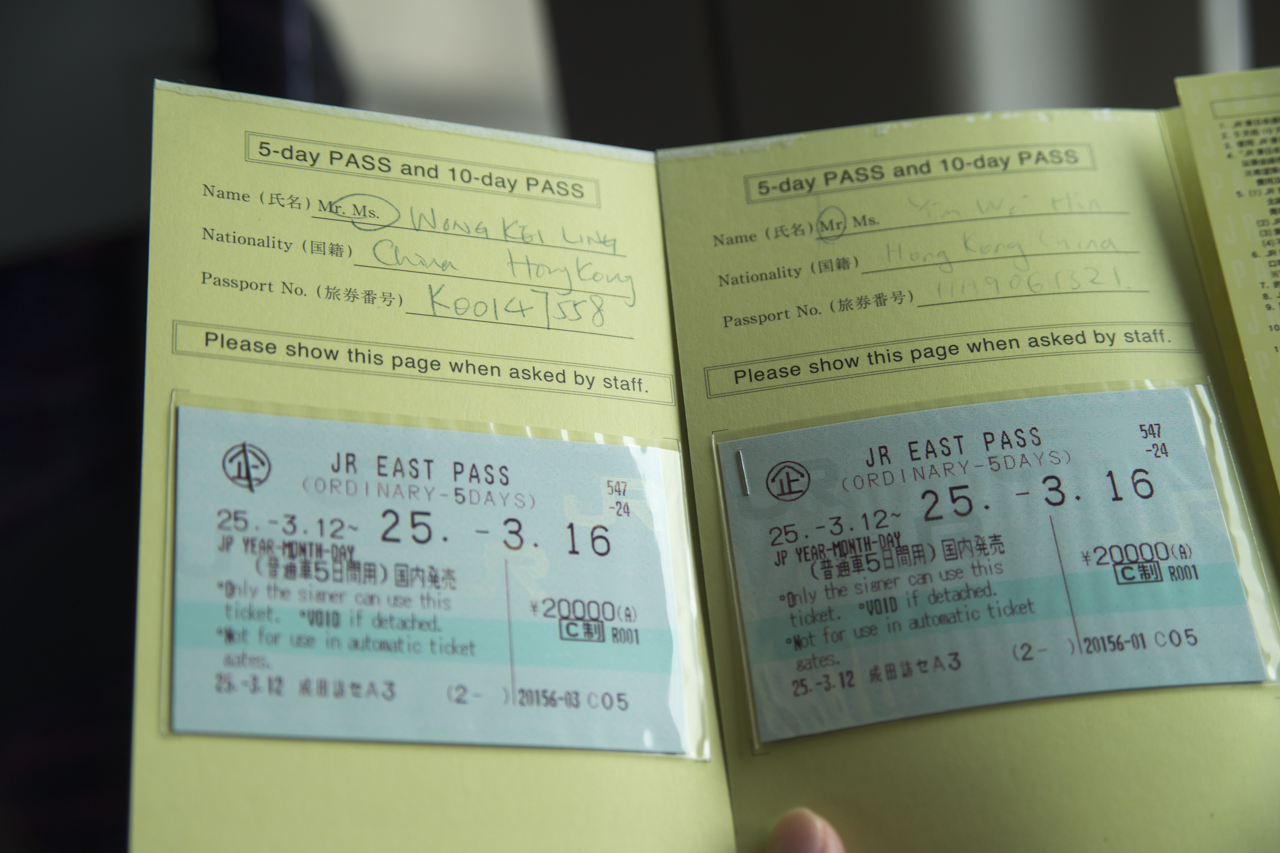 5-day PASS and 10-day PASS
Name (氏名) Mr. Ms. WONG KEI LING
Nationality (国籍) China HongKong
Passport No. (旅券番号) K00147558
Please show this page when asked by staff.
企
JR EAST PASS
(ORDINARY-5DAYS)
547
-24
25.-3.12~ 25.-3.16
JP YEAR-MONTH-DAY
(普通車5日間用) 国内発売
*Only the signer can use this
ticket. *VOID if detached.
*Not for use in automatic ticket
gates.
¥20000(A)
C制 R001
25.-3.12 成田訪セA3 (2- ) 20156-03 C05
5-day PASS and 10-day PASS
Name (氏名) Mr. Ms.
Nationality (国籍) Hong Kong China
Passport No. (旅券番号)
Please show this page when asked by staff.
企
JR EAST PASS
(ORDINARY-5DAYS)
547
-24
25.-3.12~ 25.-3.16
JP YEAR-MONTH-DAY
(普通車5日間用) 国内発売
*Only the signer can use this
ticket. *VOID if detached.
*Not for use in automatic ticket
gates.
¥20000(A)
C制 R001
25.-3.12 成田訪セA3 (2- ) 20156-01 C05